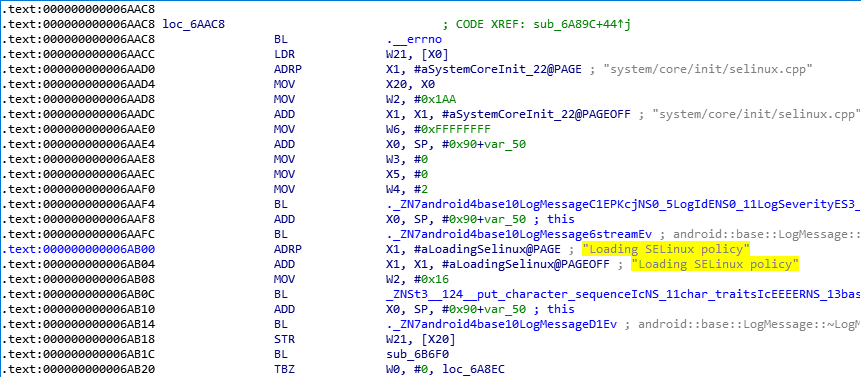 .text:000000000006AAC8
.text:000000000006AAC8 loc_6AAC8 ; CODE XREF: sub_6A89C+44↑j
.text:000000000006AAC8 BL .__errno
.text:000000000006AACC LDR W21, [X0]
.text:000000000006AAD0 ADRP X1, #aSystemCoreInit_22@PAGE ; "system/core/init/selinux.cpp"
.text:000000000006AAD4 MOV X20, X0
.text:000000000006AAD8 MOV W2, #0x1AA
.text:000000000006AADC ADD X1, X1, #aSystemCoreInit_22@PAGEOFF ; "system/core/init/selinux.cpp"
.text:000000000006AAE0 MOV W6, #0xFFFFFFFF
.text:000000000006AAE4 ADD X0, SP, #0x90+var_50
.text:000000000006AAE8 MOV W3, #0
.text:000000000006AAEC MOV X5, #0
.text:000000000006AAF0 MOV W4, #2
.text:000000000006AAF4 BL ._ZN7android4base10LogMessageC1EPKcjNS0_5LogIdENS0_11LogSeverityES3_
.text:000000000006AAF8 ADD X0, SP, #0x90+var_50 ; this
.text:000000000006AAFC BL ._ZN7android4base10LogMessage6streamEv ; android::base::LogMessage::
.text:000000000006AB00 ADRP X1, #aLoadingSelinux@PAGE ; "Loading SELinux policy"
.text:000000000006AB04 ADD X1, X1, #aLoadingSelinux@PAGEOFF ; "Loading SELinux policy"
.text:000000000006AB08 MOV W2, #0x16
.text:000000000006AB0C BL _ZNSt3__124__put_character_sequenceIcNS_11char_traitsIcEEEERNS_13bas
.text:000000000006AB10 ADD X0, SP, #0x90+var_50 ; this
.text:000000000006AB14 BL ._ZN7android4base10LogMessageD1Ev ; android::base::LogMessage::~LogM
.text:000000000006AB18 STR W21, [X20]
.text:000000000006AB1C BL sub_6B6F0
.text:000000000006AB20 TBZ W0, #0, loc_6A8EC